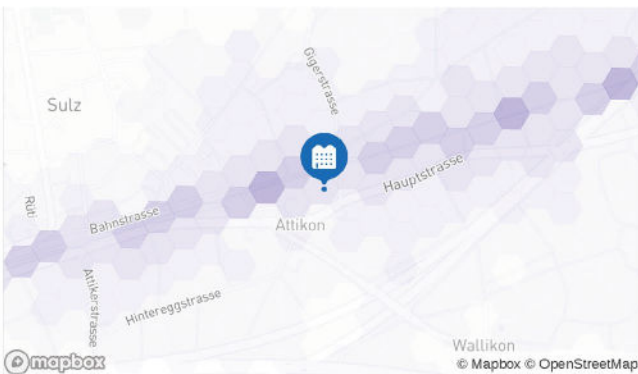 Gigerstrasse
Sulz
Hauptstrasse
Rüti
Bahnstrasse
Attikon
Attikerstrasse
Hintereggstrasse
Wallikon
mapbox
© Mapbox © OpenStreetMap